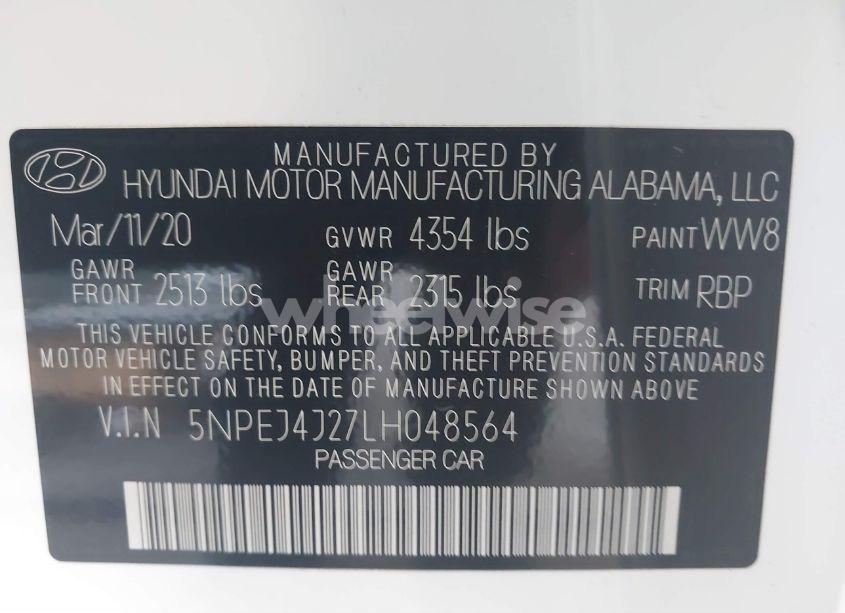 MANUFACTURED BY
HYUNDAI MOTOR MANUFACTURING ALABAMA, LLC
Mar/11/20 GVWR 4354 lbs PAINT WW8
GAWR FRONT 2513 lbs GAWR REAR 2315 lbs TRIM RBP
wheelwise
THIS VEHICLE CONFORMS TO ALL APPLICABLE U.S.A. FEDERAL
MOTOR VEHICLE SAFETY, BUMPER, AND THEFT PREVENTION STANDARDS
IN EFFECT ON THE DATE OF MANUFACTURE SHOWN ABOVE
V.I.N 5NPEJ4J27LH048564
PASSENGER CAR